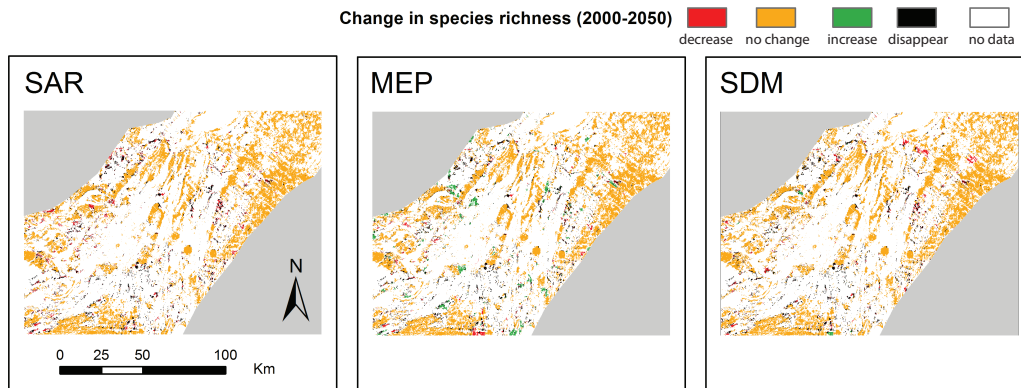 Change in species richness (2000-2050)
decrease no change increase disappear no data
SAR
MEP
SDM
N
0 25 50 100
Km